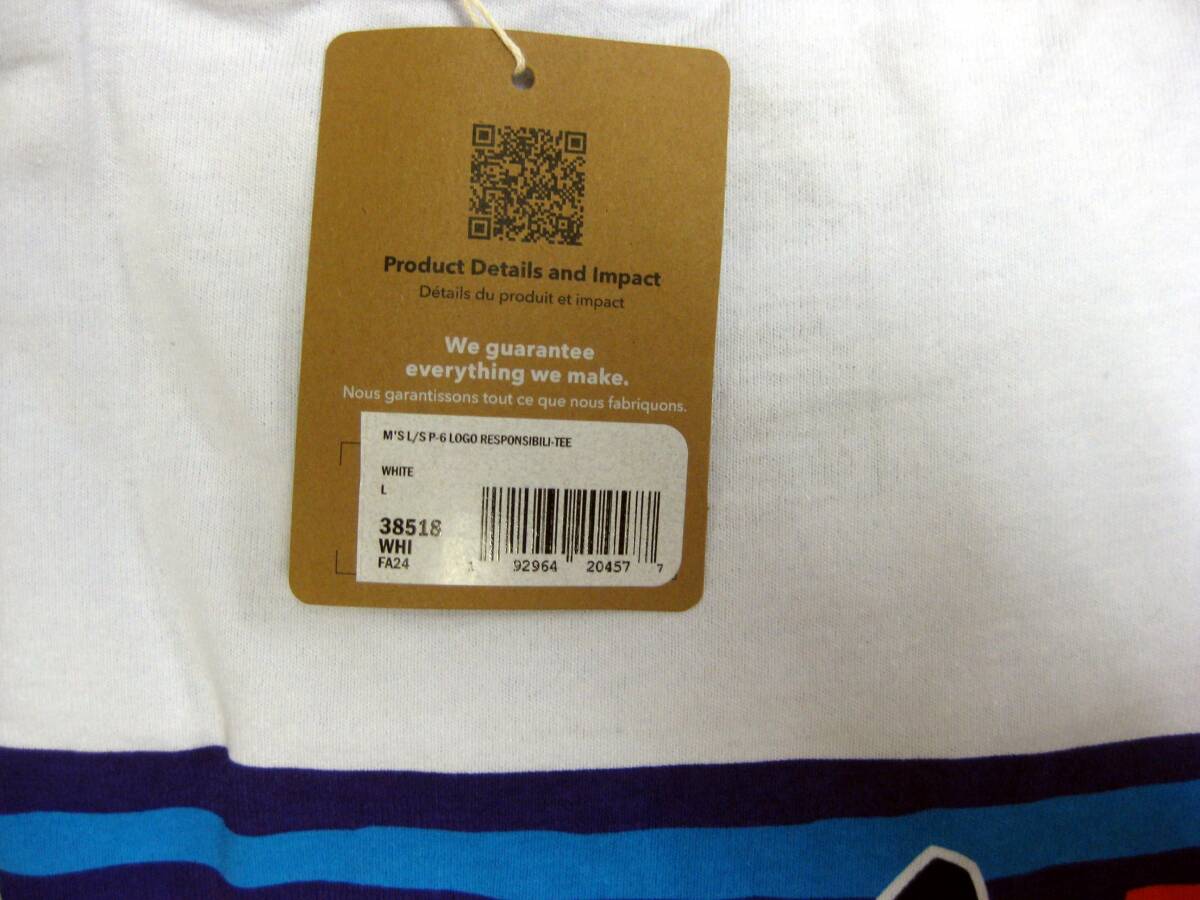 Product Details and Impact
Détails du produit et impact
We guarantee
everything we make.
Nous garantissons tout ce que nous fabriquons.
M'S L/S P-6 LOGO RESPONSIBILI-TEE
WHITE
L
38518
WHI
FA24
1 92964 20457 7